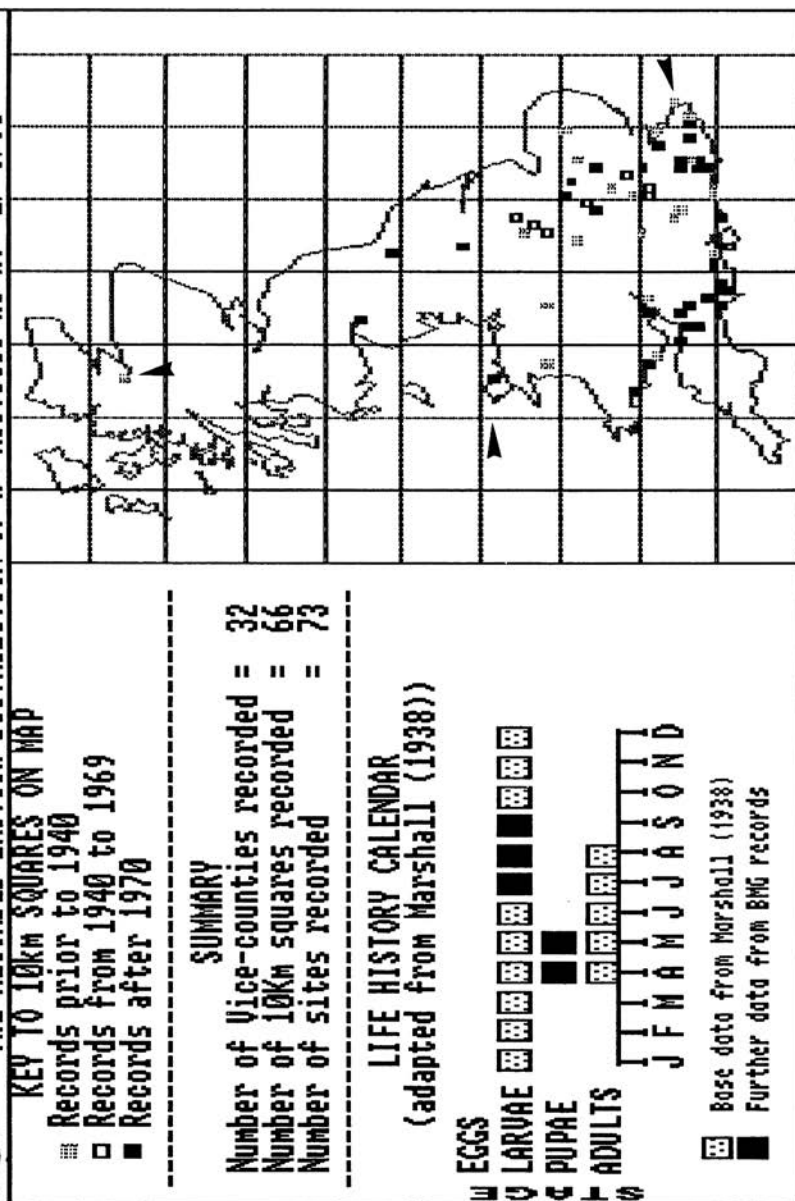 KEY TO 10km SQUARES ON MAP
Records prior to 1940
Records from 1940 to 1969
Records after 1970
SUMMARY
Number of Vice-counties recorded = 32
Number of 10Km squares recorded = 66
Number of sites recorded = 73
LIFE HISTORY CALENDAR
(adapted from Marshall (1938))
EGGS
LARVAE
PUPAE
ADULTS
J F M A M J J A S O N D
Base data from Marshall (1938)
Further data from BMG records